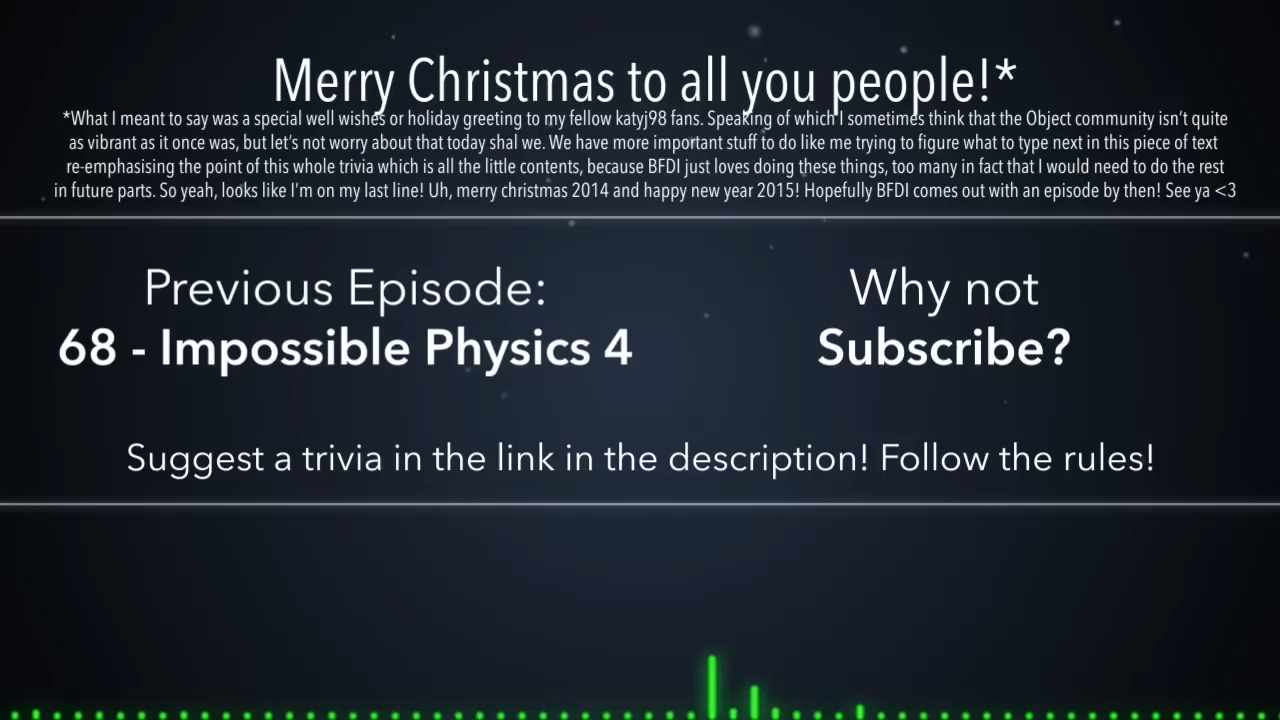 Merry Christmas to all you people!*
*What I meant to say was a special well wishes or holiday greeting to my fellow katyj98 fans. Speaking of which I sometimes think that the Object community isn't quite
as vibrant as it once was, but let's not worry about that today shal we. We have more important stuff to do like me trying to figure what to type next in this piece of text
re-emphasising the point of this whole trivia which is all the little contents, because BFDI just loves doing these things, too many in fact that I would need to do the rest
in future parts. So yeah, looks like I'm on my last line! Uh, merry christmas 2014 and happy new year 2015! Hopefully BFDI comes out with an episode by then! See ya <3
Previous Episode:
68 - Impossible Physics 4
Why not
Subscribe?
Suggest a trivia in the link in the description! Follow the rules!